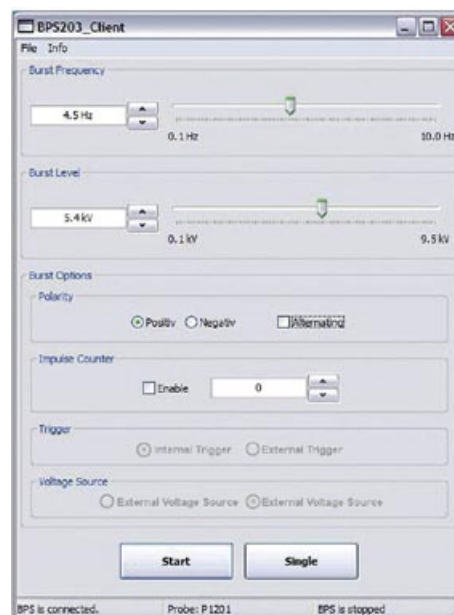 BPS203_Client
File Info
Burst Frequency
4.5 Hz
0.1 Hz 10.0 Hz
Burst Level
5.4 kV
0.1 kV 9.5 kV
Burst Options
Polarity
Positiv Negativ Alternating
Impulse Counter
Enable 0
Trigger
Internal Trigger External Trigger
Voltage Source
External Voltage Source External Voltage Source
Start Single
BPS is connected. Probe: P1201 BPS is stopped